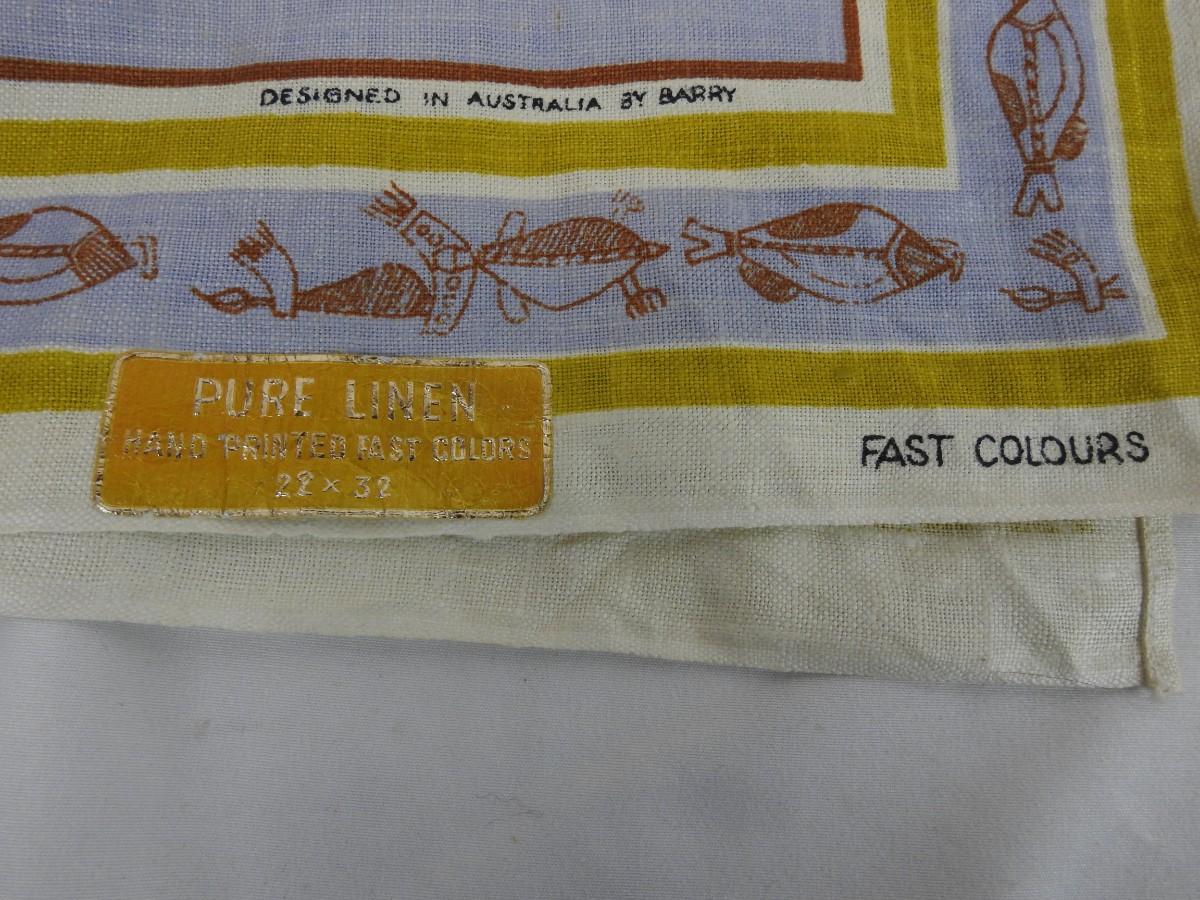 DESIGNED IN AUSTRALIA BY BARRY
PURE LINEN
HAND PRINTED FAST COLORS
22 x 32
FAST COLOURS